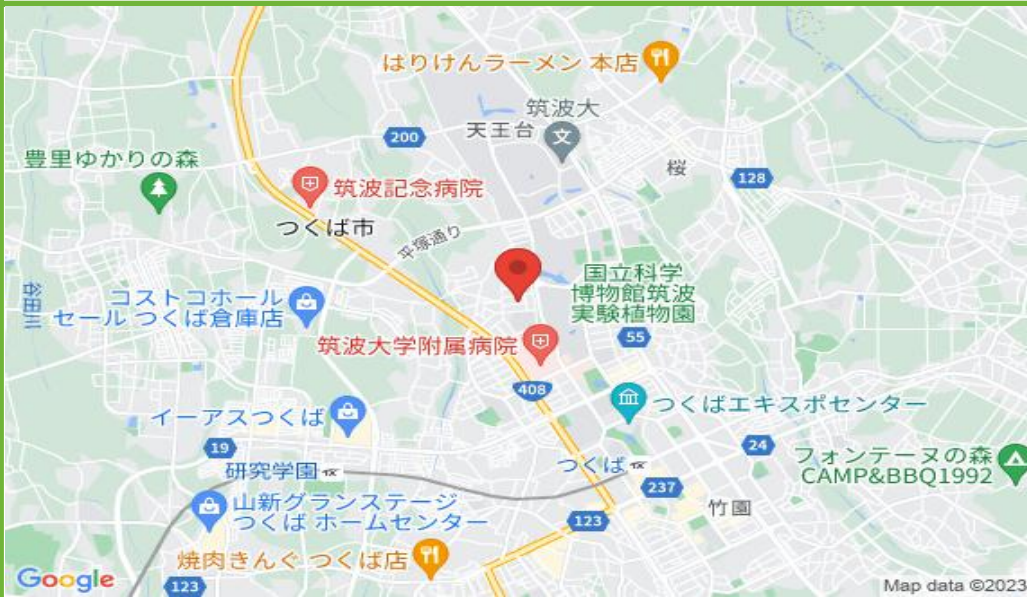 はりけんラーメン 本店
筑波大
天王台
200
桜
豊里ゆかりの森
128
筑波記念病院
つくば市
平塚通り
国立科学
博物館筑波
実験植物園
谷田川
コストコホール
セール つくば倉庫店
55
筑波大学附属病院
408
つくばエキスポセンター
イーアスつくば
19
24
研究学園
つくば
フォンテーヌの森
CAMP&BBQ1992
237
山新グランステージ
つくば ホームセンター
竹園
123
焼肉きんぐ つくば店
Google
123
Map data ©2023